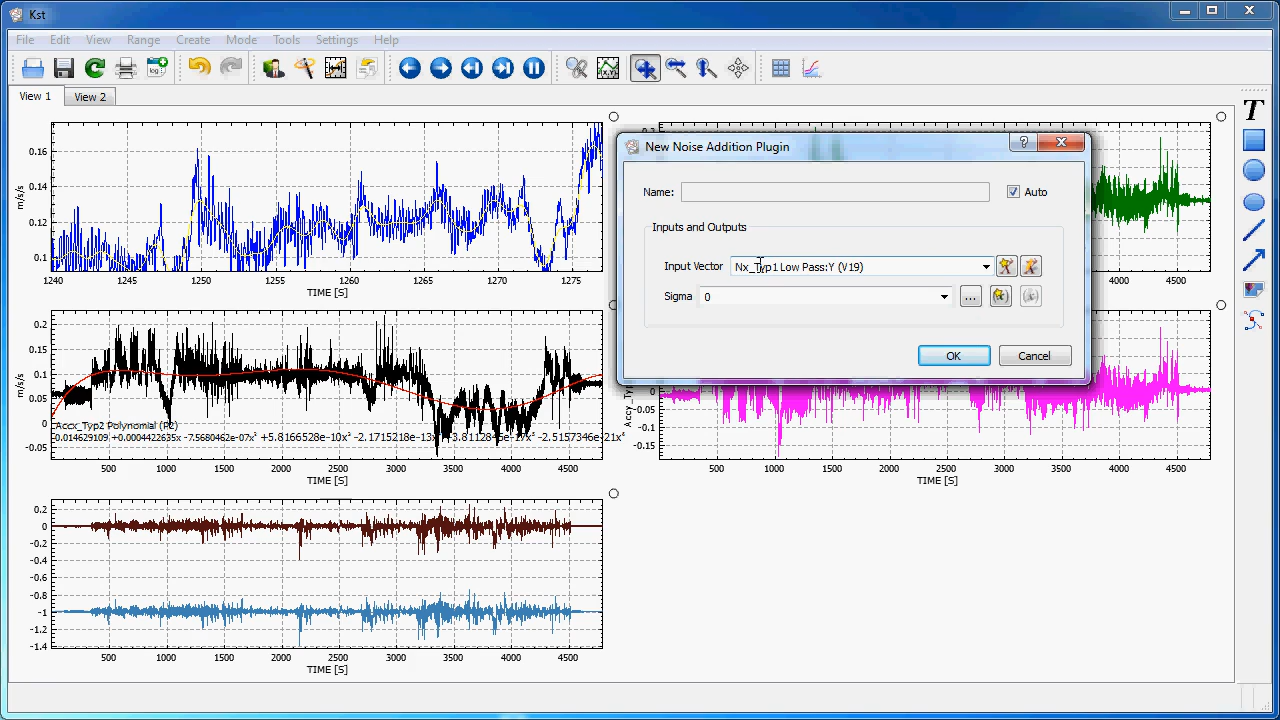 Kst
File Edit View Range Create Mode Tools Settings Help
log
X,Y
T
View 1 View 2
New Noise Addition Plugin
Name: Auto
Inputs and Outputs
Input Vector Nx_Typ1 Low Pass:Y (V19)
Sigma 0 ...
OK Cancel
m/s/s
0.16
0.14
0.12
0.1
1240 1245 1250 1255 1260 1265 1270 1275
TIME [S]
4000 4500
m/s/s
0.2
0.15
0.1
0.05
0
-0.05
Accx_Typ2 Polynomial (P2)
500 1000 1500 2000 2500 3000 3500 4000 4500
TIME [S]
0
-0.05
-0.1
-0.15
500 1000 1500 2000 2500 3000 3500 4000 4500
TIME [S]
0.2
0
-0.2
-0.4
-0.6
-0.8
-1
-1.2
-1.4
500 1000 1500 2000 2500 3000 3500 4000 4500
TIME [S]